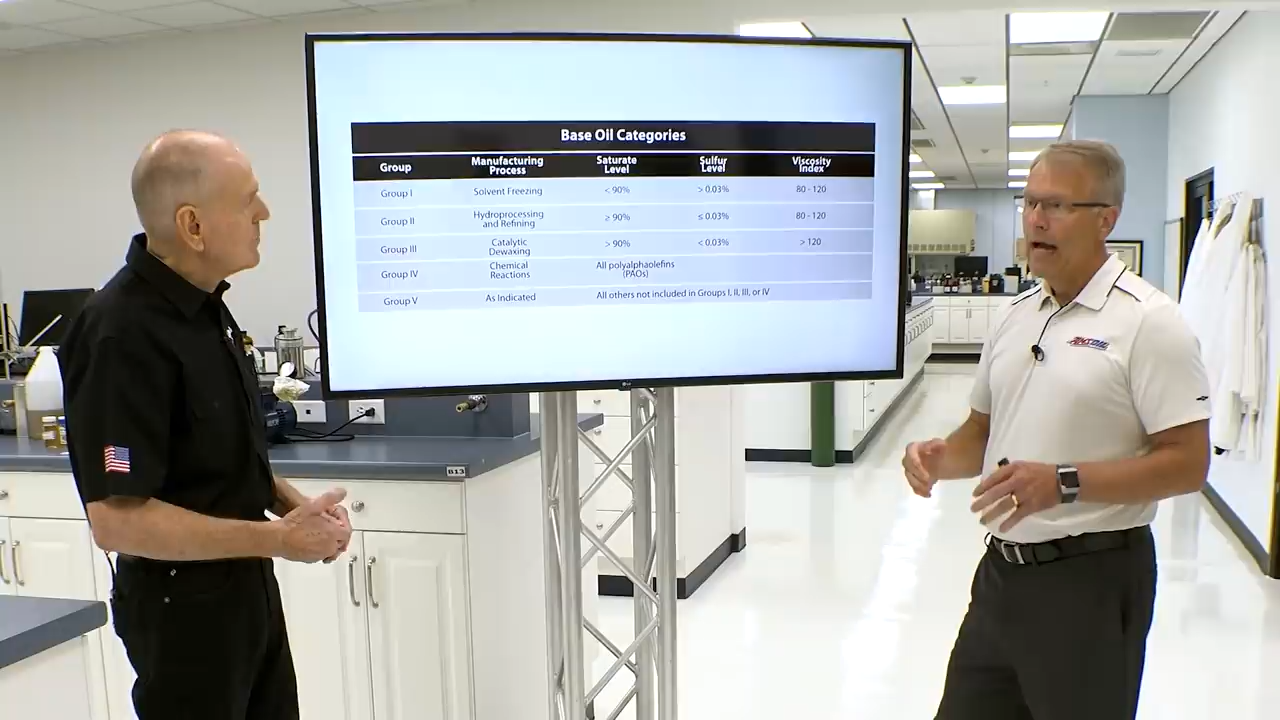 Base Oil Categories
Group Manufacturing Process Saturate Level Sulfur Level Viscosity Index
Group I Solvent Freezing < 90% > 0.03% 80 - 120
Group II Hydroprocessing and Refining ≥ 90% ≤ 0.03% 80 - 120
Group III Catalytic Dewaxing > 90% < 0.03% > 120
Group IV Chemical Reactions All polyalphaolefins (PAOs)
Group V As Indicated All others not included in Groups I, II, III, or IV
LG
AMSOIL
B13